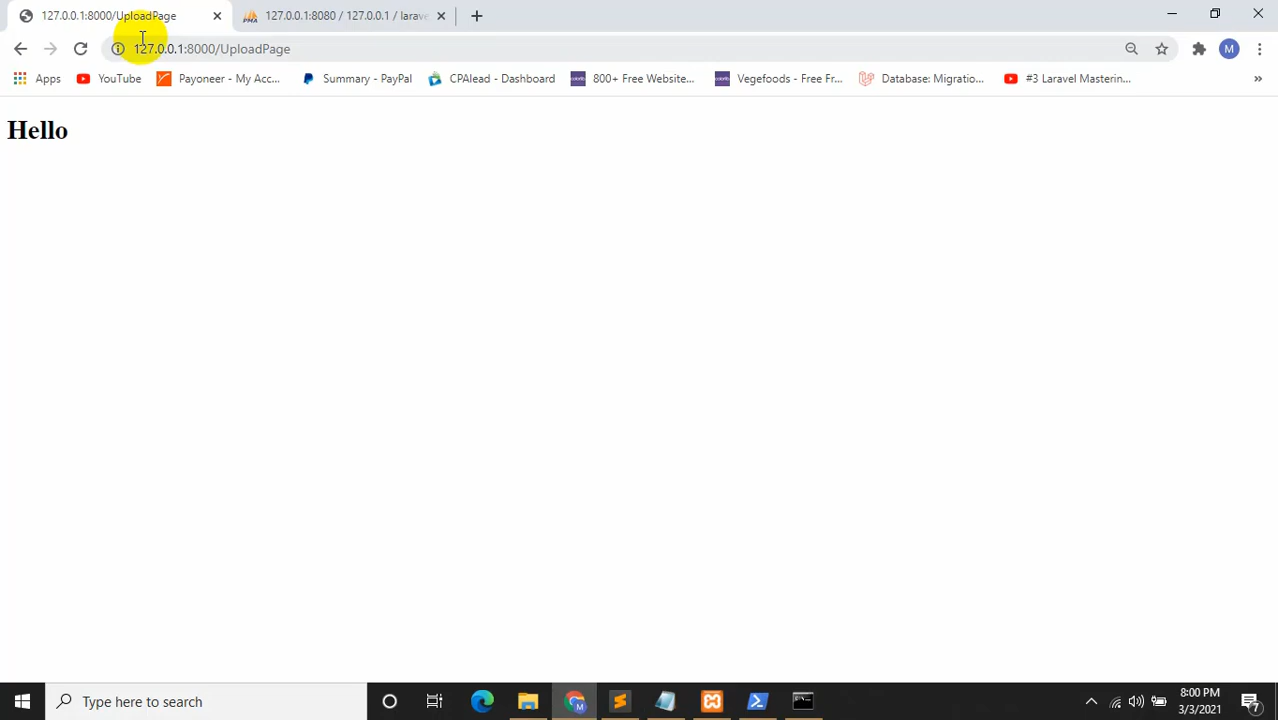 127.0.0.1:8000/UploadPage
127.0.0.1:8080 / 127.0.0.1 / larave
127.0.0.1:8000/UploadPage
M
Apps
YouTube
Payoneer - My Acc...
Summary - PayPal
CPAlead - Dashboard
800+ Free Website...
Vegefoods - Free Fr...
Database: Migratio...
#3 Laravel Masterin...
»
Hello
Type here to search
8:00 PM
3/3/2021
7